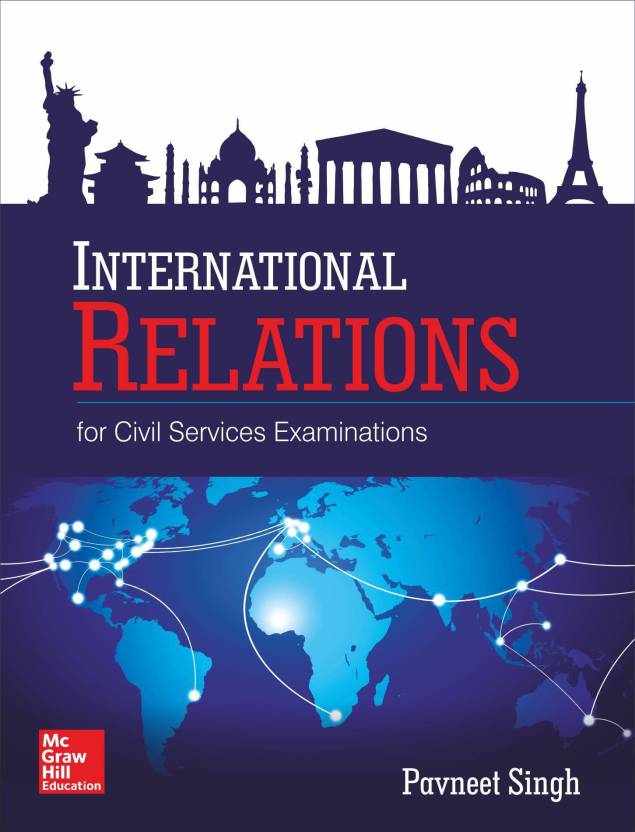 INTERNATIONAL
RELATIONS
for Civil Services Examinations
Mc
Graw
Hill
Education
Pavneet Singh